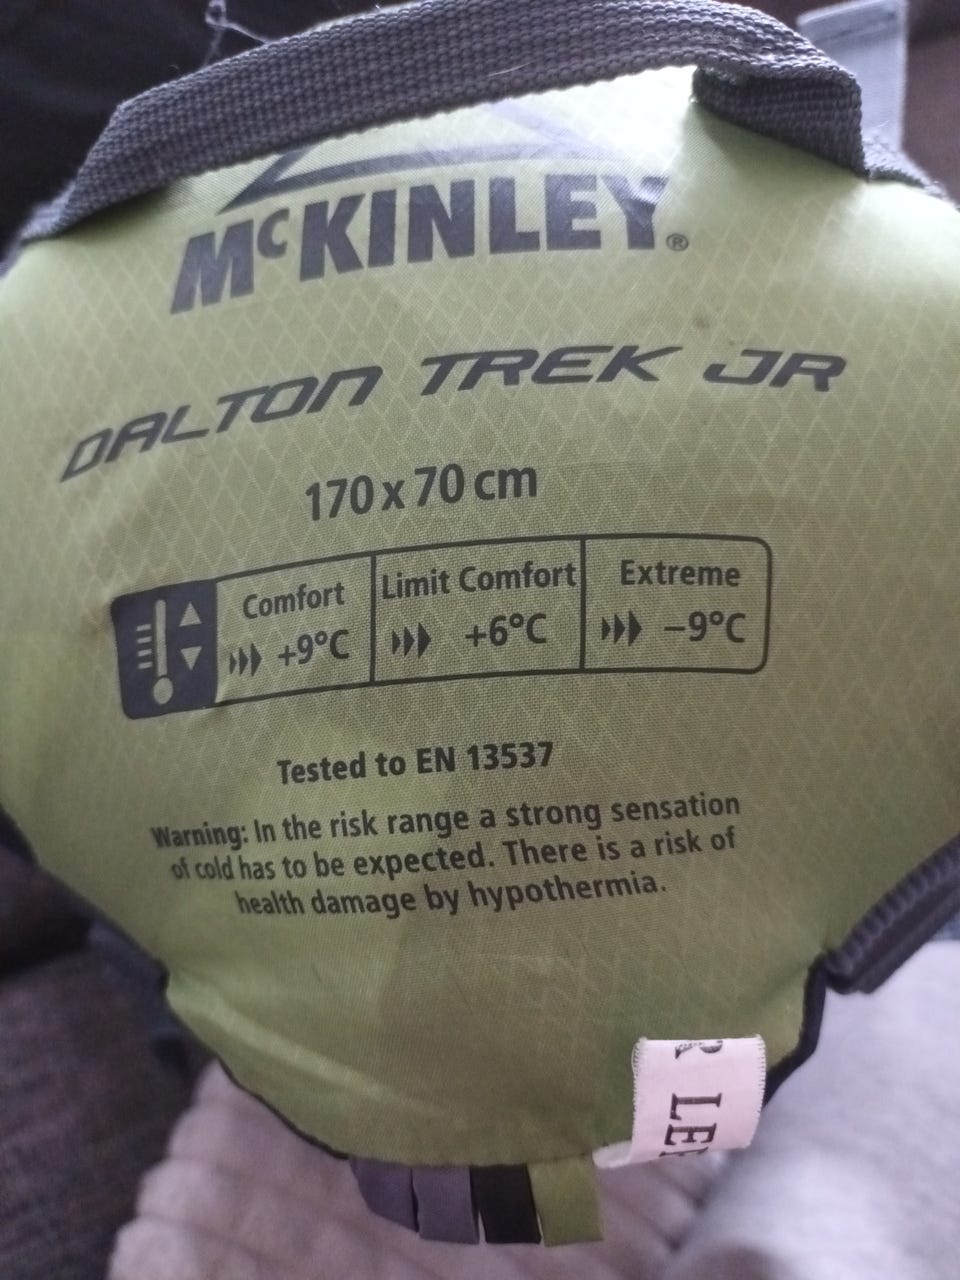 McKINLEY®
DALTON TREK JR
170 x 70 cm
Comfort Limit Comfort Extreme
+9°C +6°C −9°C
Tested to EN 13537
Warning: In the risk range a strong sensation
of cold has to be expected. There is a risk of
health damage by hypothermia.